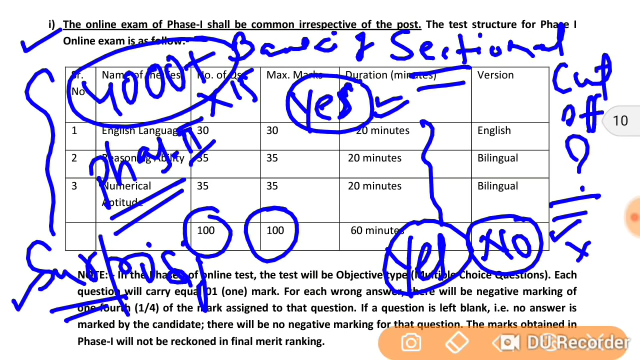 i) The online exam of Phase-I shall be common irrespective of the post. The test structure for Phase I
Online exam is as follow:
Basic of Sectional
cut
off
?
4000+
X 15
Yes
Sr. No
Name of the Test
No. of Qs.
Max. Marks
Duration (minutes)
Version
1 English Language 30 30 20 minutes English
2 Reasoning Ability 35 35 20 minutes Bilingual
3 Numerical Aptitude 35 35 20 minutes Bilingual
100 100 60 minutes
Phase II
Yes
NO
NOTE:- In the Phase-I of online test, the test will be Objective type (Multiple Choice Questions). Each
question will carry equal 01 (one) mark. For each wrong answer, there will be negative marking of
one fourth (1/4) of the mark assigned to that question. If a question is left blank, i.e. no answer is
marked by the candidate; there will be no negative marking for that question. The marks obtained in
Phase-I will not be reckoned in final merit ranking.
10
DU Recorder